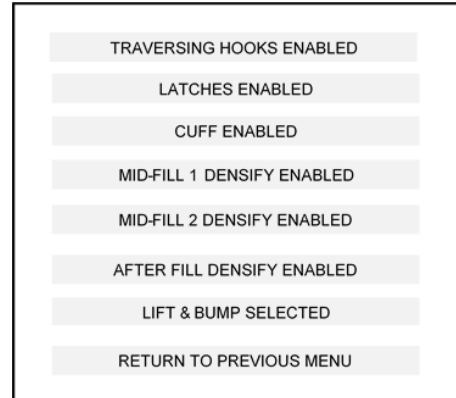 TRAVERSING HOOKS ENABLED
LATCHES ENABLED
CUFF ENABLED
MID-FILL 1 DENSIFY ENABLED
MID-FILL 2 DENSIFY ENABLED
AFTER FILL DENSIFY ENABLED
LIFT & BUMP SELECTED
RETURN TO PREVIOUS MENU